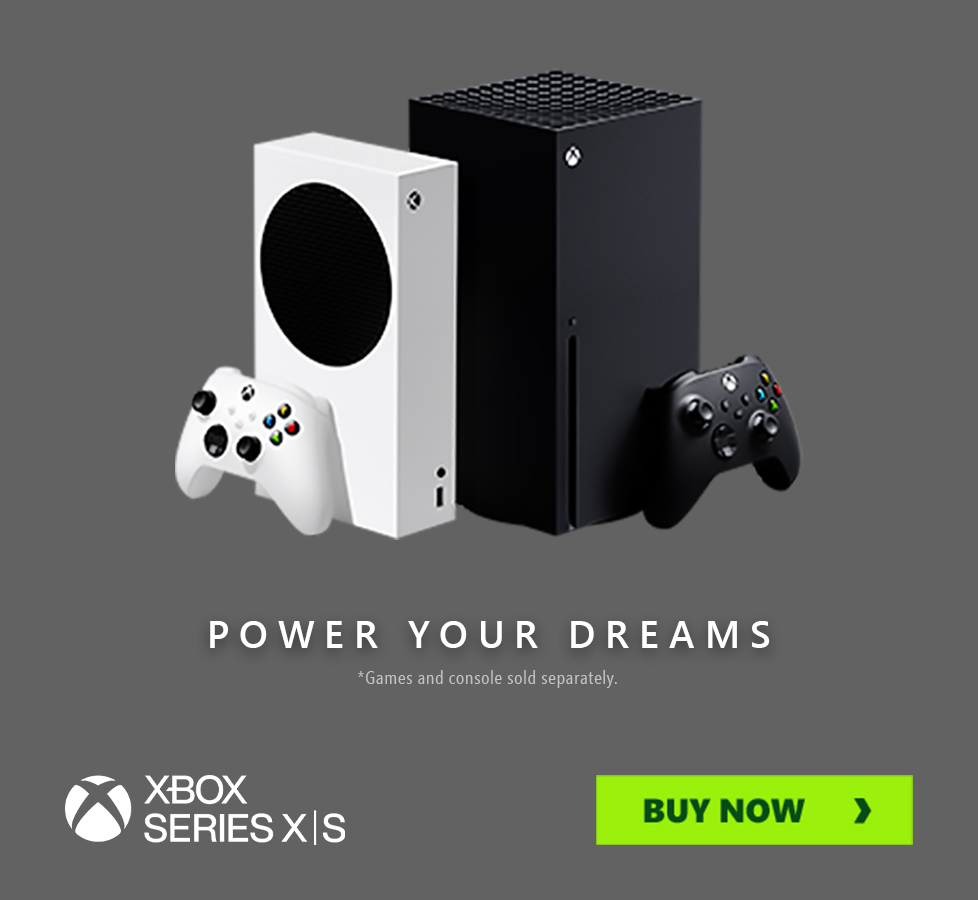 POWER YOUR DREAMS
*Games and console sold separately.
XBOX
SERIES X|S
BUY NOW ❯